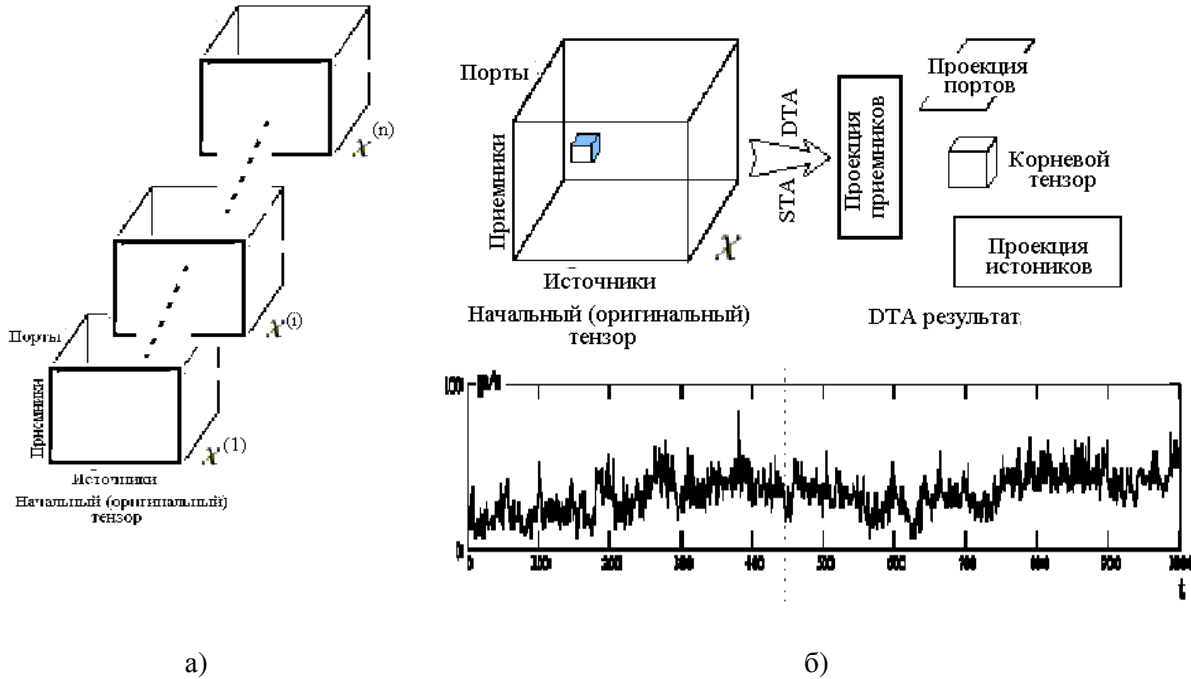 x(n)
x(i)
Порты
Приемники
x(1)
Источники
Начальный (оригинальный)
тензор
Порты
Приемники
Источники
X
Начальный (оригинальный)
тензор
DTA
STA
Проекция
приемников
Проекция
портов
Корневой
тензор
Проекция
истоников
DTA результат
100
0
0 100 200 300 400 500 600 700 800 900 1000
t
а)
б)